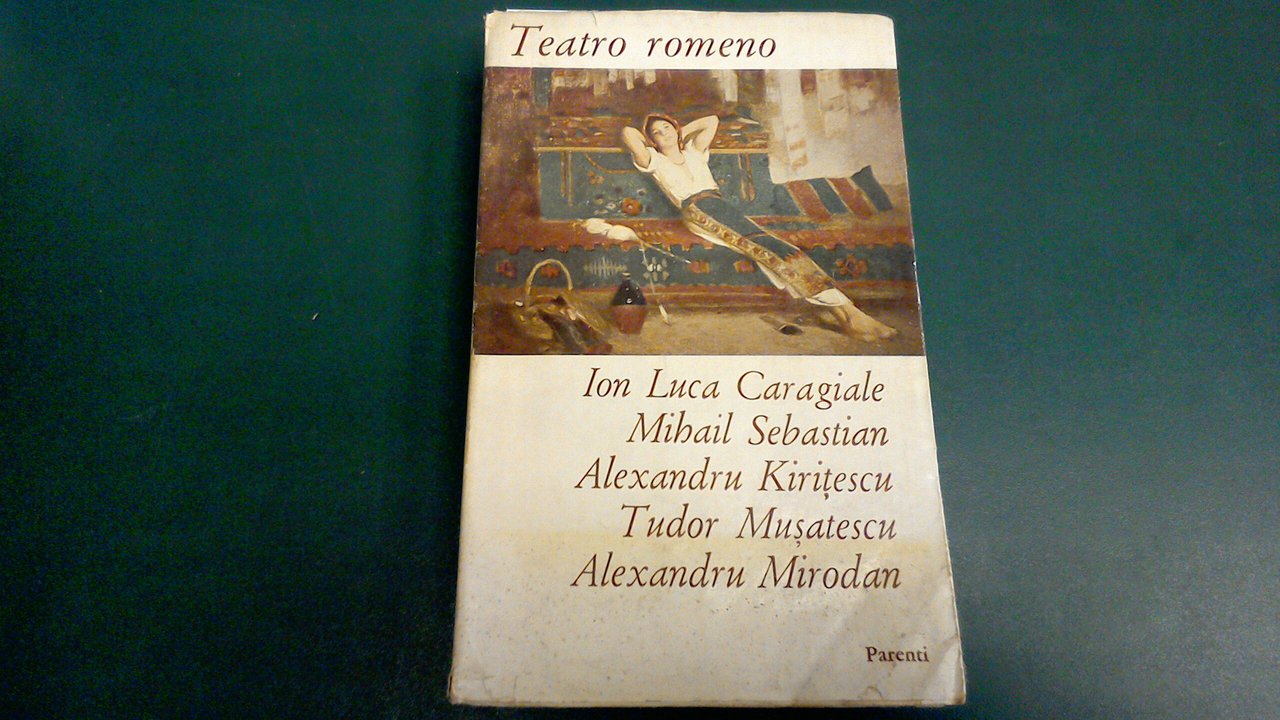 Teatro romeno
Ion Luca Caragiale
Mihail Sebastian
Alexandru Kirițescu
Tudor Mușatescu
Alexandru Mirodan
Parenti